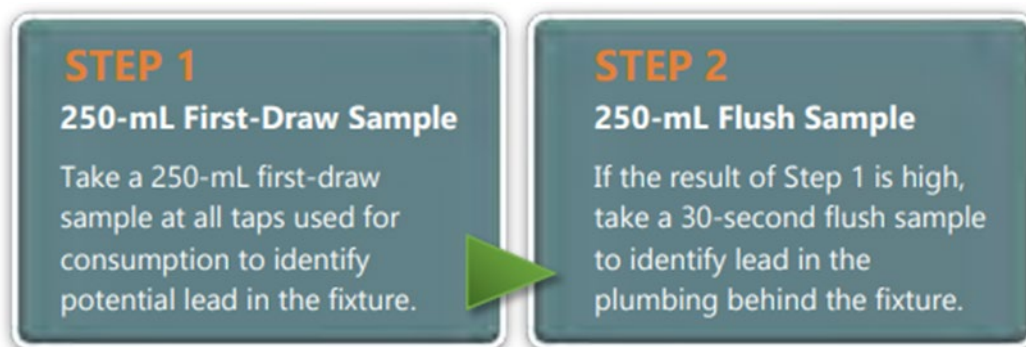 STEP 1
250-mL First-Draw Sample
Take a 250-mL first-draw
sample at all taps used for
consumption to identify
potential lead in the fixture.
STEP 2
250-mL Flush Sample
If the result of Step 1 is high,
take a 30-second flush sample
to identify lead in the
plumbing behind the fixture.